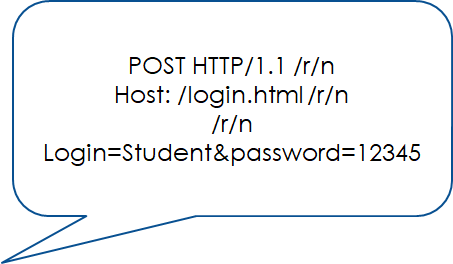 POST HTTP/1.1 /r/n
Host: /login.html /r/n
/r/n
Login=Student&password=12345